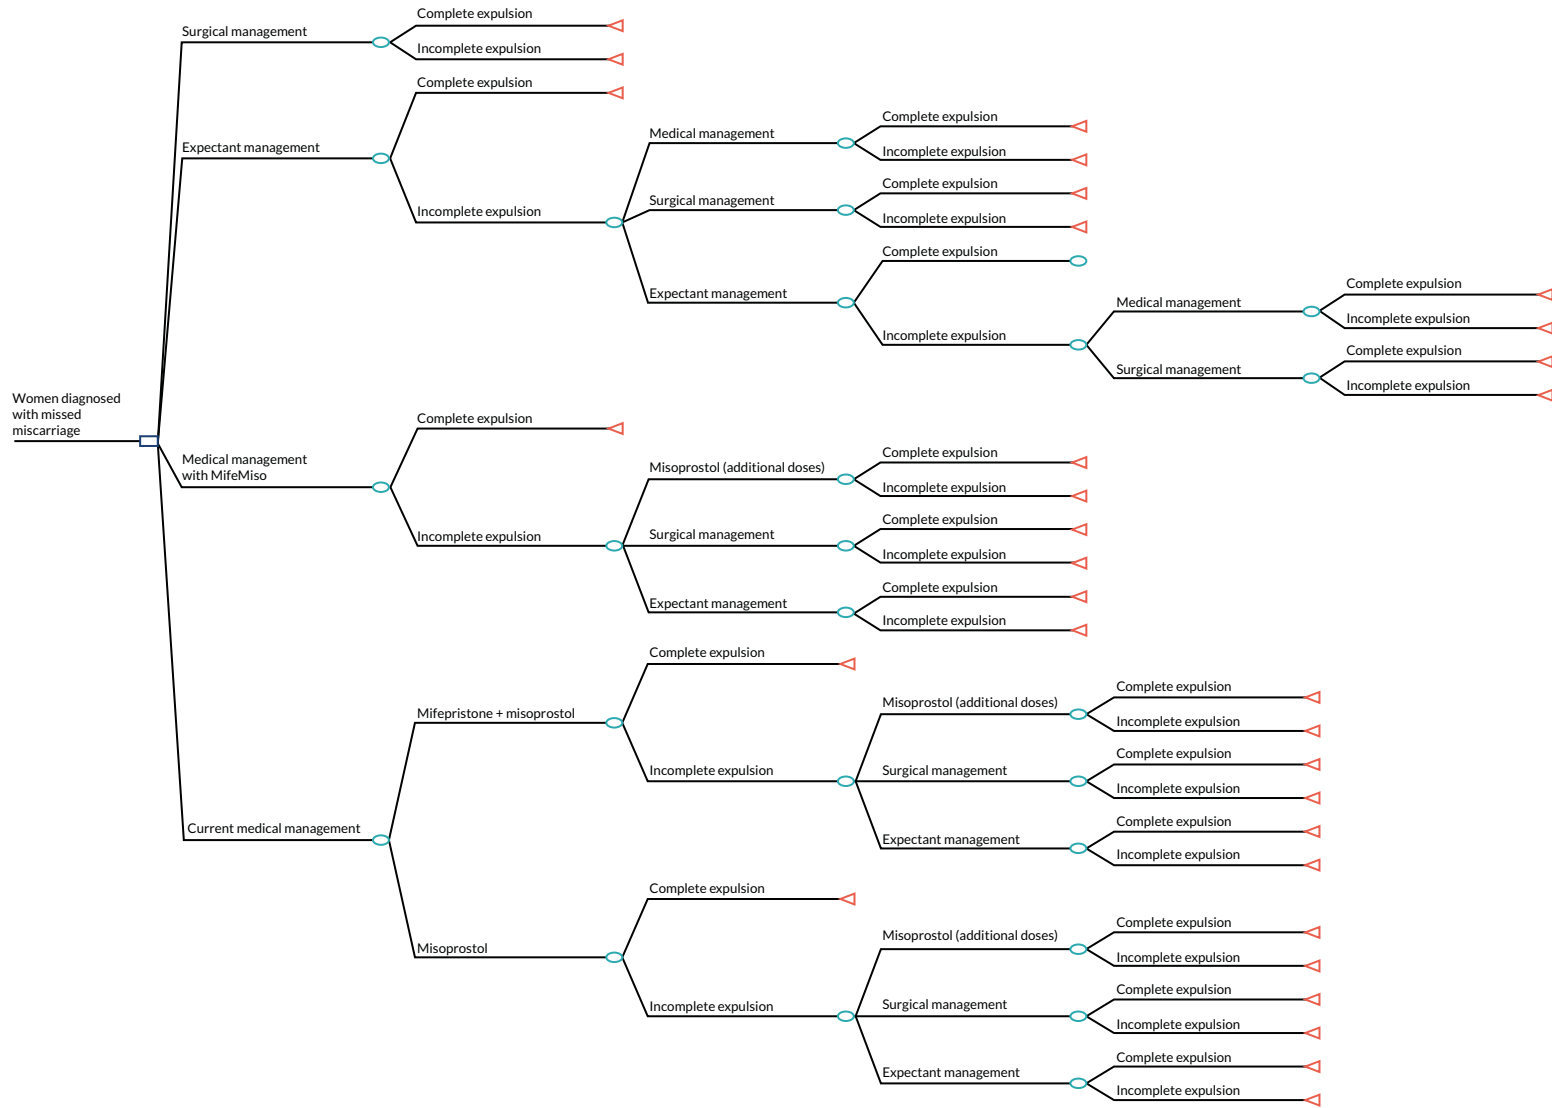 Women diagnosed
with missed
miscarriage
Surgical management
Complete expulsion
Incomplete expulsion
Expectant management
Complete expulsion
Incomplete expulsion
Medical management
Complete expulsion
Incomplete expulsion
Surgical management
Complete expulsion
Incomplete expulsion
Expectant management
Complete expulsion
Incomplete expulsion
Medical management
Complete expulsion
Incomplete expulsion
Surgical management
Complete expulsion
Incomplete expulsion
Medical management
with MifeMiso
Complete expulsion
Incomplete expulsion
Misoprostol (additional doses)
Complete expulsion
Incomplete expulsion
Surgical management
Complete expulsion
Incomplete expulsion
Expectant management
Complete expulsion
Incomplete expulsion
Current medical management
Mifepristone + misoprostol
Complete expulsion
Incomplete expulsion
Misoprostol (additional doses)
Complete expulsion
Incomplete expulsion
Surgical management
Complete expulsion
Incomplete expulsion
Expectant management
Complete expulsion
Incomplete expulsion
Misoprostol
Complete expulsion
Incomplete expulsion
Misoprostol (additional doses)
Complete expulsion
Incomplete expulsion
Surgical management
Complete expulsion
Incomplete expulsion
Expectant management
Complete expulsion
Incomplete expulsion